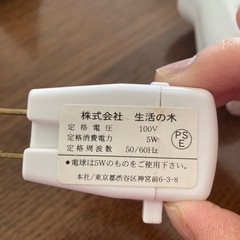 株式会社 生活の木
定格電圧 100V
定格消費電力 5W
定格周波数 50/60Hz
PSE
●電球は5Wのものをご使用下さい。
本社/東京都渋谷区神宮前6-3-8